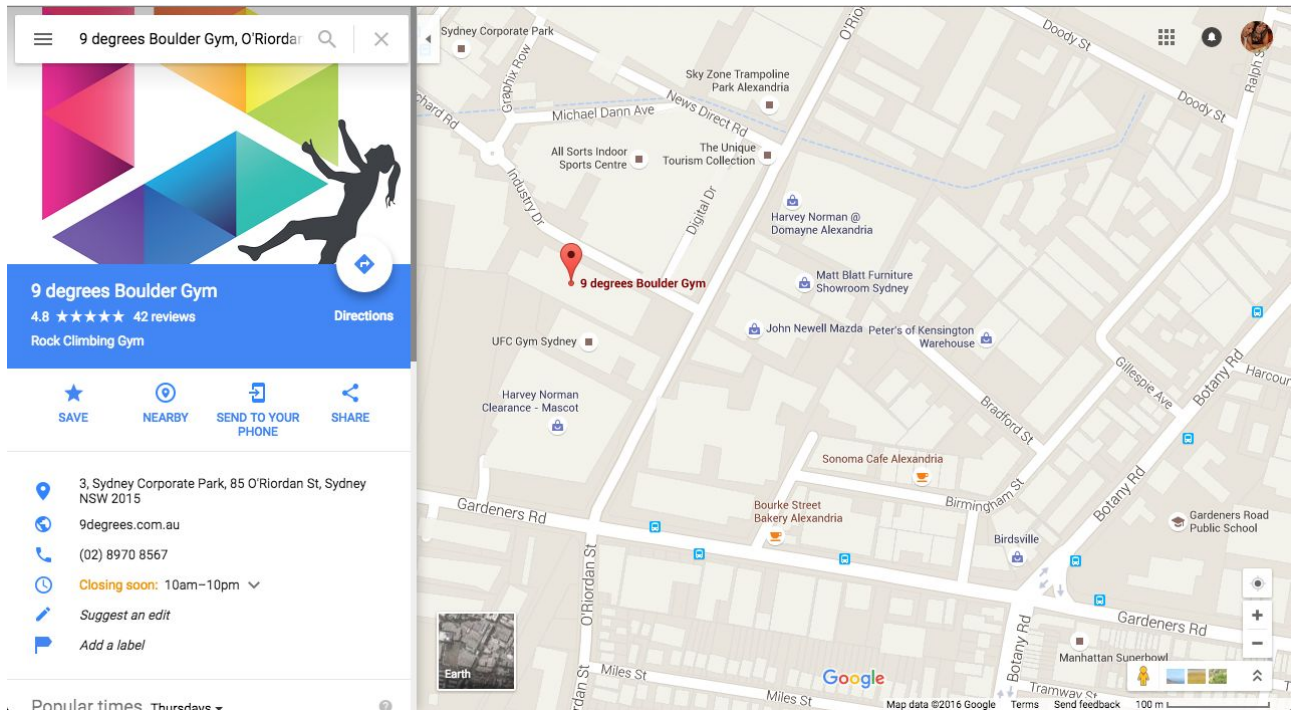 9 degrees Boulder Gym, O'Riordan
9 degrees Boulder Gym
4.8 ★★★★★ 42 reviews
Directions
Rock Climbing Gym
SAVE
NEARBY
SEND TO YOUR
PHONE
SHARE
3, Sydney Corporate Park, 85 O'Riordan St, Sydney
NSW 2015
9degrees.com.au
(02) 8970 8567
Closing soon: 10am–10pm
Suggest an edit
Add a label
Popular times Thursdays
Sydney Corporate Park
Graphix Row
Michael Dann Ave
Sky Zone Trampoline
Park Alexandria
News Direct Rd
All Sorts Indoor
Sports Centre
The Unique
Tourism Collection
chard Rd
Industry Dr
Digital Dr
O'Rior
Doody St
Doody St
Ralph S
Harvey Norman @
Domayne Alexandria
Matt Blatt Furniture
Showroom Sydney
9 degrees Boulder Gym
John Newell Mazda
Peter's of Kensington
Warehouse
UFC Gym Sydney
Harvey Norman
Clearance - Mascot
Gillespie Ave
Botany Rd
Harcour
Bradford St
Sonoma Cafe Alexandria
Birmingham St
Botany Rd
Gardeners Rd
Bourke Street
Bakery Alexandria
Birdsville
Gardeners Road
Public School
O'Riordan St
Gardeners Rd
Botany Rd
Manhattan Superbowl
Earth
Miles St
Miles St
Tramway St
rdan St
Google
Map data ©2016 Google
Terms
Send feedback
100 m